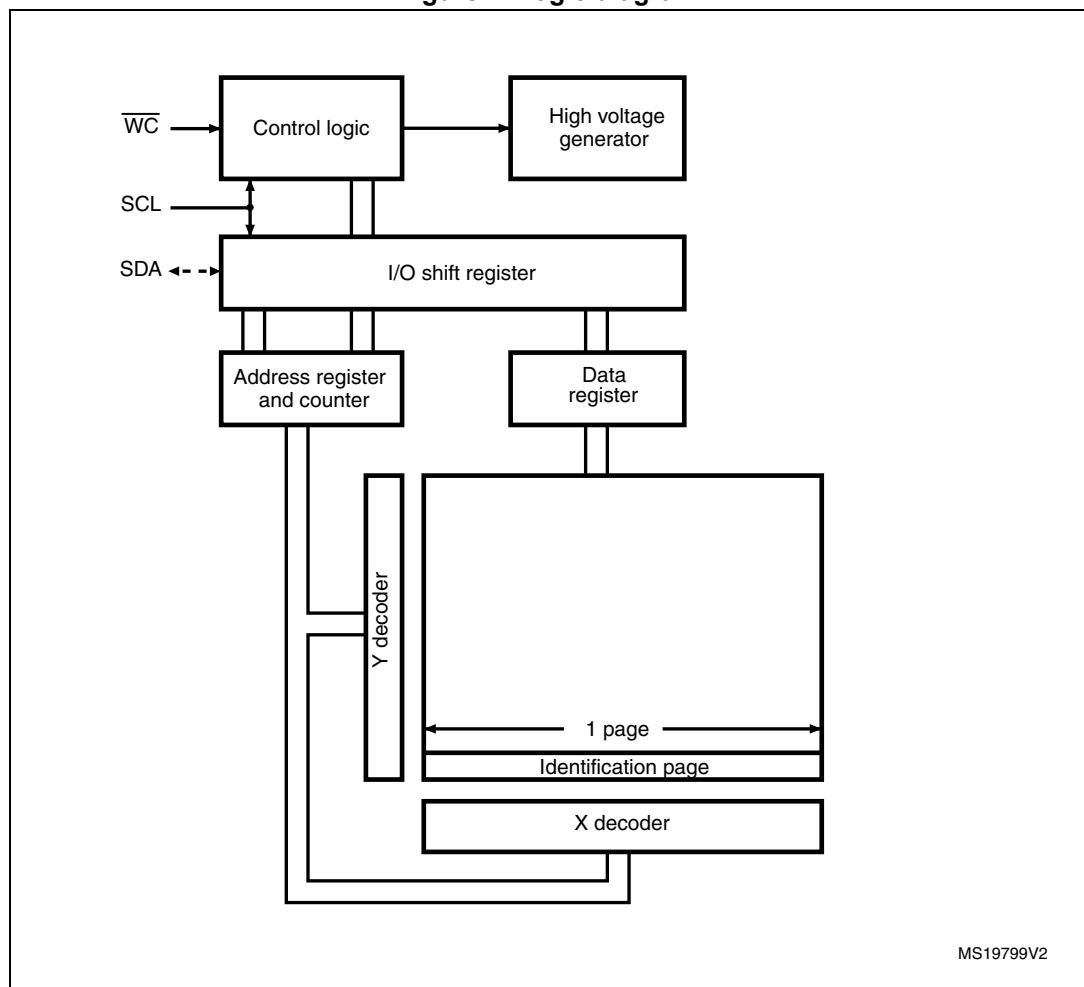 W̅C̅
Control logic
High voltage
generator
SCL
SDA
I/O shift register
Address register
and counter
Data
register
Y decoder
1 page
Identification page
X decoder
MS19799V2